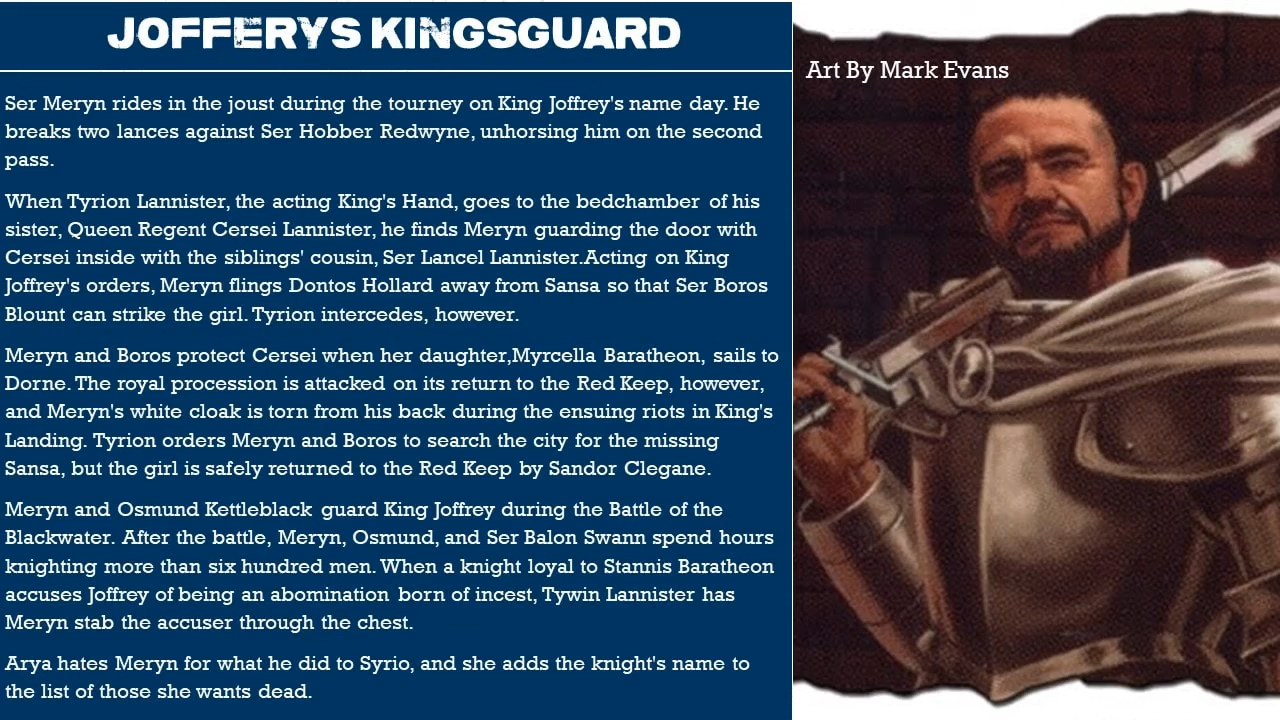 JOFFERYS KINGSGUARD
Art By Mark Evans
Ser Meryn rides in the joust during the tourney on King Joffrey's name day. He
breaks two lances against Ser Hobber Redwyne, unhorsing him on the second
pass.
When Tyrion Lannister, the acting King's Hand, goes to the bedchamber of his
sister, Queen Regent Cersei Lannister, he finds Meryn guarding the door with
Cersei inside with the siblings' cousin, Ser Lancel Lannister.Acting on King
Joffrey's orders, Meryn flings Dontos Hollard away from Sansa so that Ser Boros
Blount can strike the girl. Tyrion intercedes, however.
Meryn and Boros protect Cersei when her daughter,Myrcella Baratheon, sails to
Dorne. The royal procession is attacked on its return to the Red Keep, however,
and Meryn's white cloak is torn from his back during the ensuing riots in King's
Landing. Tyrion orders Meryn and Boros to search the city for the missing
Sansa, but the girl is safely returned to the Red Keep by Sandor Clegane.
Meryn and Osmund Kettleblack guard King Joffrey during the Battle of the
Blackwater. After the battle, Meryn, Osmund, and Ser Balon Swann spend hours
knighting more than six hundred men. When a knight loyal to Stannis Baratheon
accuses Joffrey of being an abomination born of incest, Tywin Lannister has
Meryn stab the accuser through the chest.
Arya hates Meryn for what he did to Syrio, and she adds the knight's name to
the list of those she wants dead.